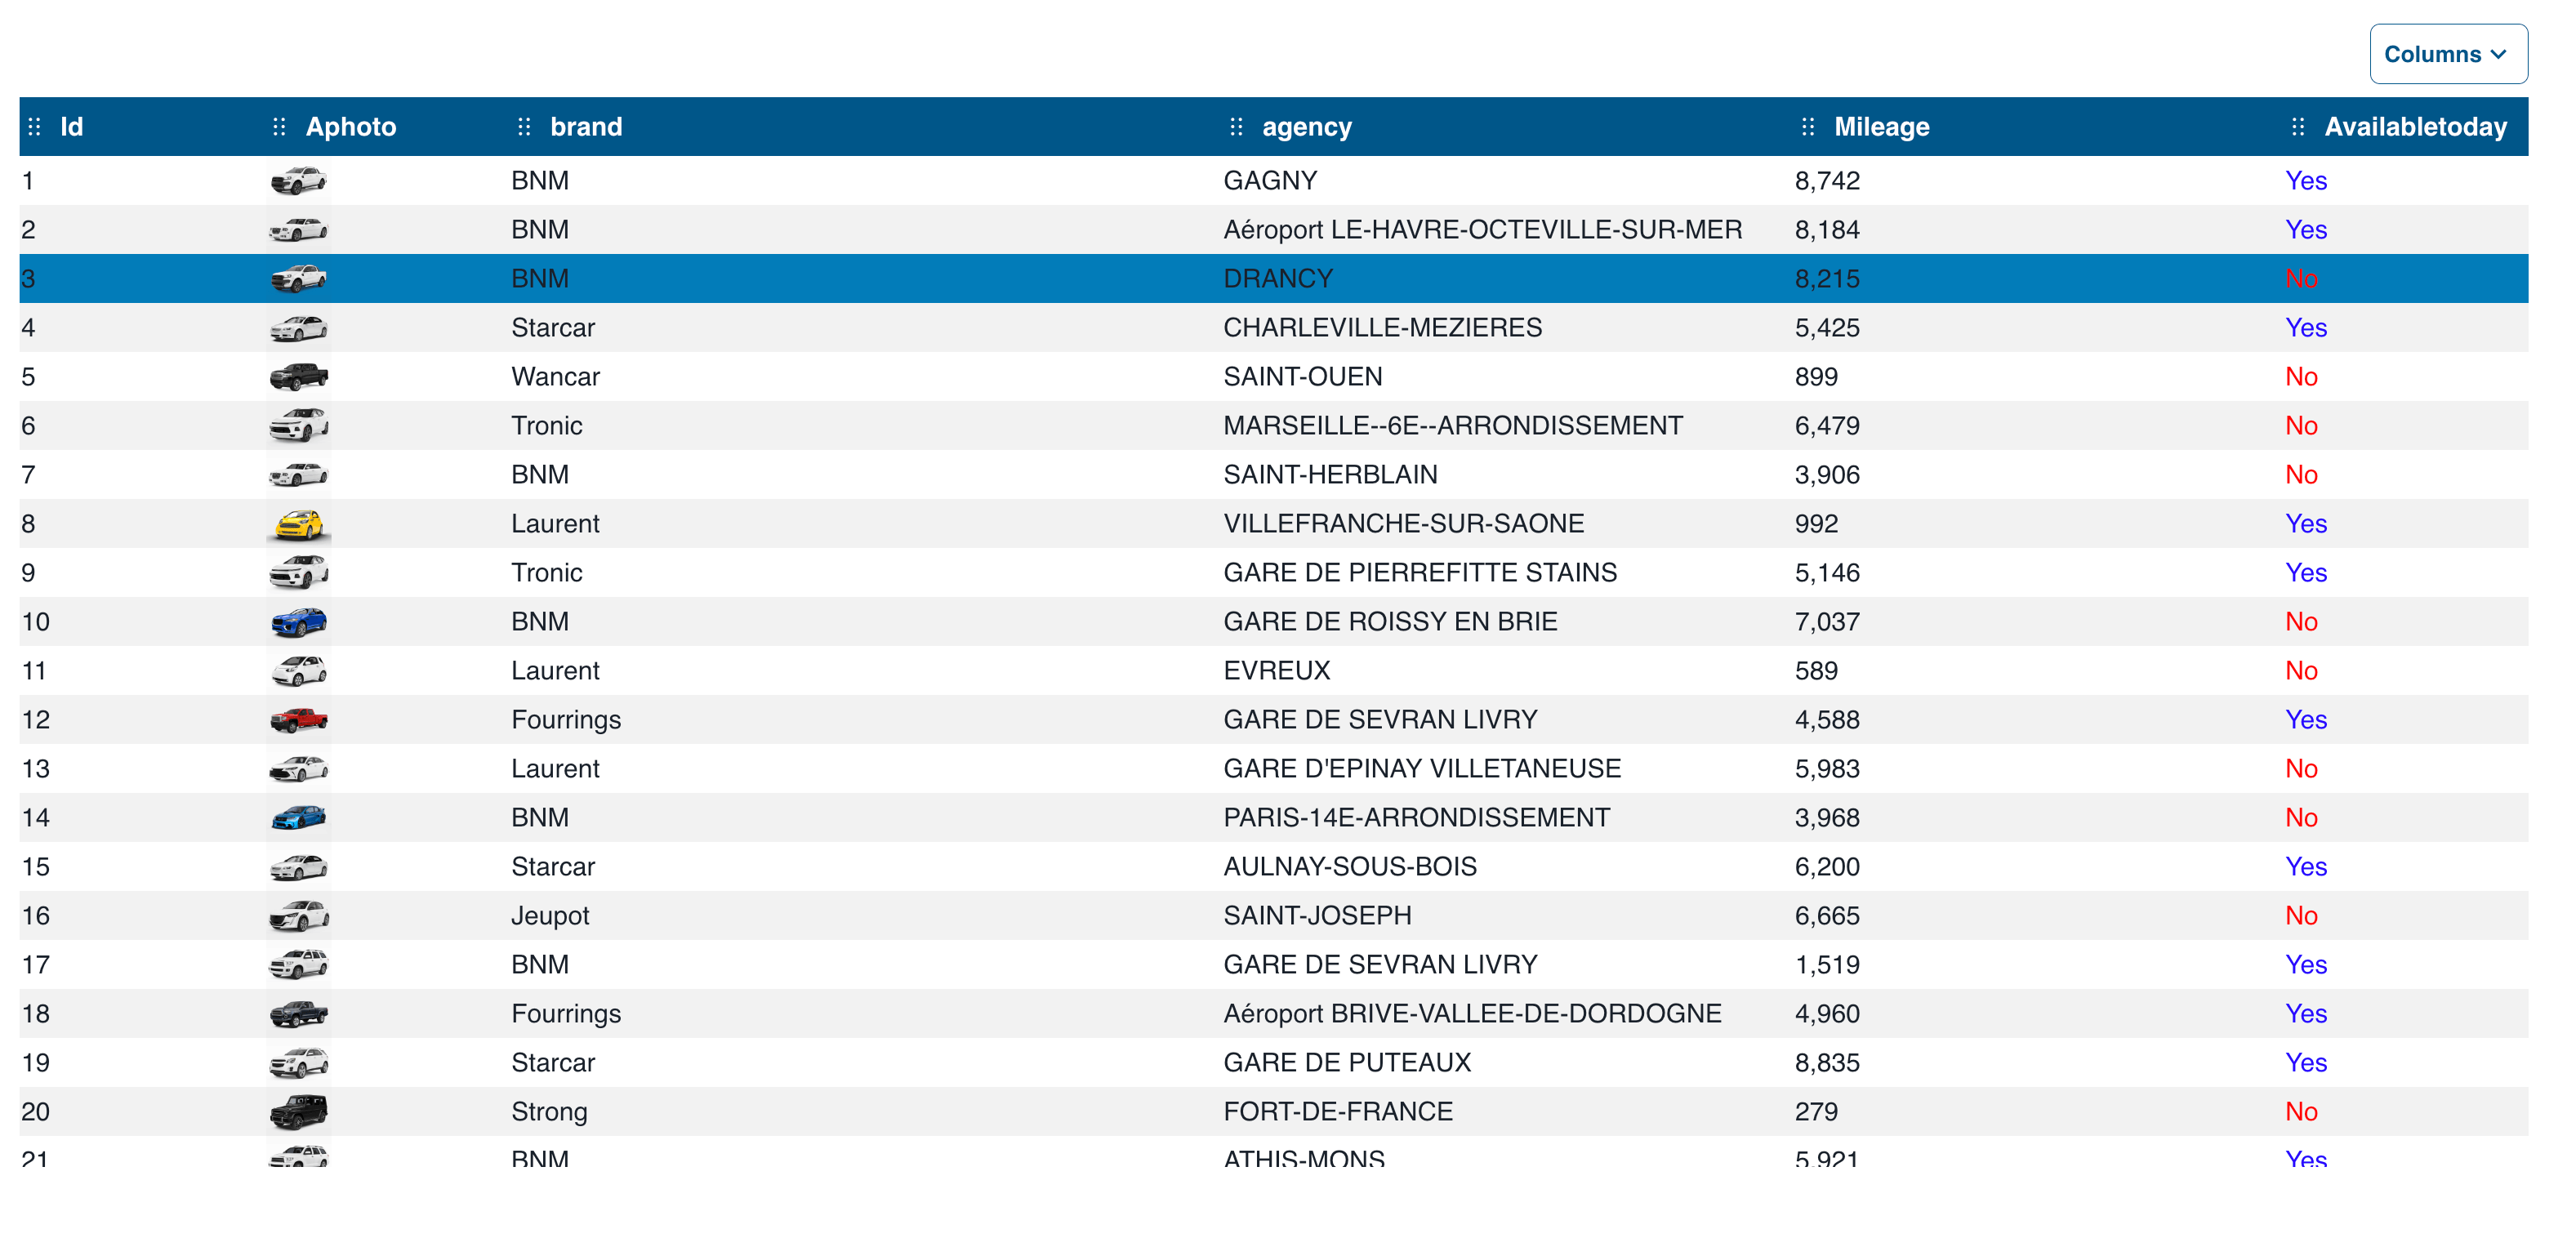 Columns
Id Aphoto brand agency Mileage Availabletoday
1 BNM GAGNY 8,742 Yes
2 BNM Aéroport LE-HAVRE-OCTEVILLE-SUR-MER 8,184 Yes
3 BNM DRANCY 8,215 No
4 Starcar CHARLEVILLE-MEZIERES 5,425 Yes
5 Wancar SAINT-OUEN 899 No
6 Tronic MARSEILLE--6E--ARRONDISSEMENT 6,479 No
7 BNM SAINT-HERBLAIN 3,906 No
8 Laurent VILLEFRANCHE-SUR-SAONE 992 Yes
9 Tronic GARE DE PIERREFITTE STAINS 5,146 Yes
10 BNM GARE DE ROISSY EN BRIE 7,037 No
11 Laurent EVREUX 589 No
12 Fourrings GARE DE SEVRAN LIVRY 4,588 Yes
13 Laurent GARE D'EPINAY VILLETANEUSE 5,983 No
14 BNM PARIS-14E-ARRONDISSEMENT 3,968 No
15 Starcar AULNAY-SOUS-BOIS 6,200 Yes
16 Jeupot SAINT-JOSEPH 6,665 No
17 BNM GARE DE SEVRAN LIVRY 1,519 Yes
18 Fourrings Aéroport BRIVE-VALLEE-DE-DORDOGNE 4,960 Yes
19 Starcar GARE DE PUTEAUX 8,835 Yes
20 Strong FORT-DE-FRANCE 279 No
21 BNM ATHIS-MONS 5,921 Yes